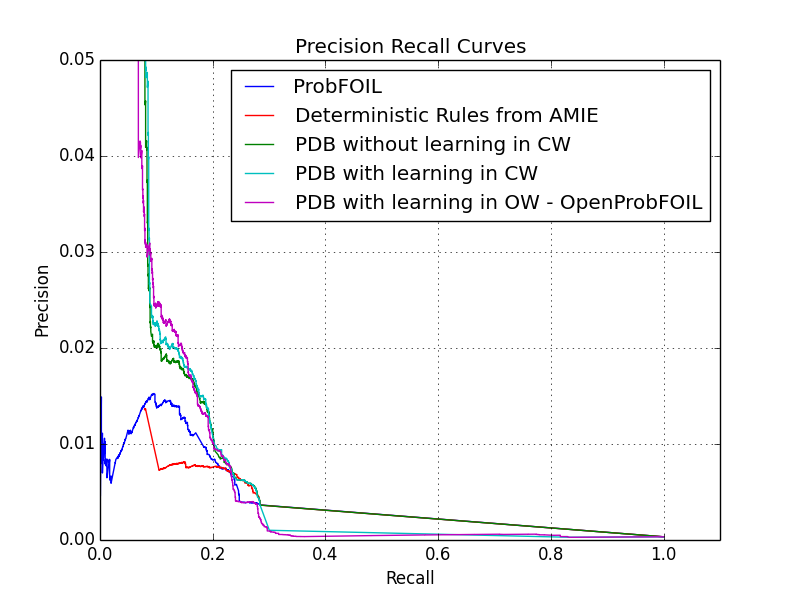 Precision Recall Curves
ProbFOIL
Deterministic Rules from AMIE
PDB without learning in CW
PDB with learning in CW
PDB with learning in OW - OpenProbFOIL
0.05
0.04
0.03
0.02
0.01
0.00
Precision
0.0 0.2 0.4 0.6 0.8 1.0
Recall